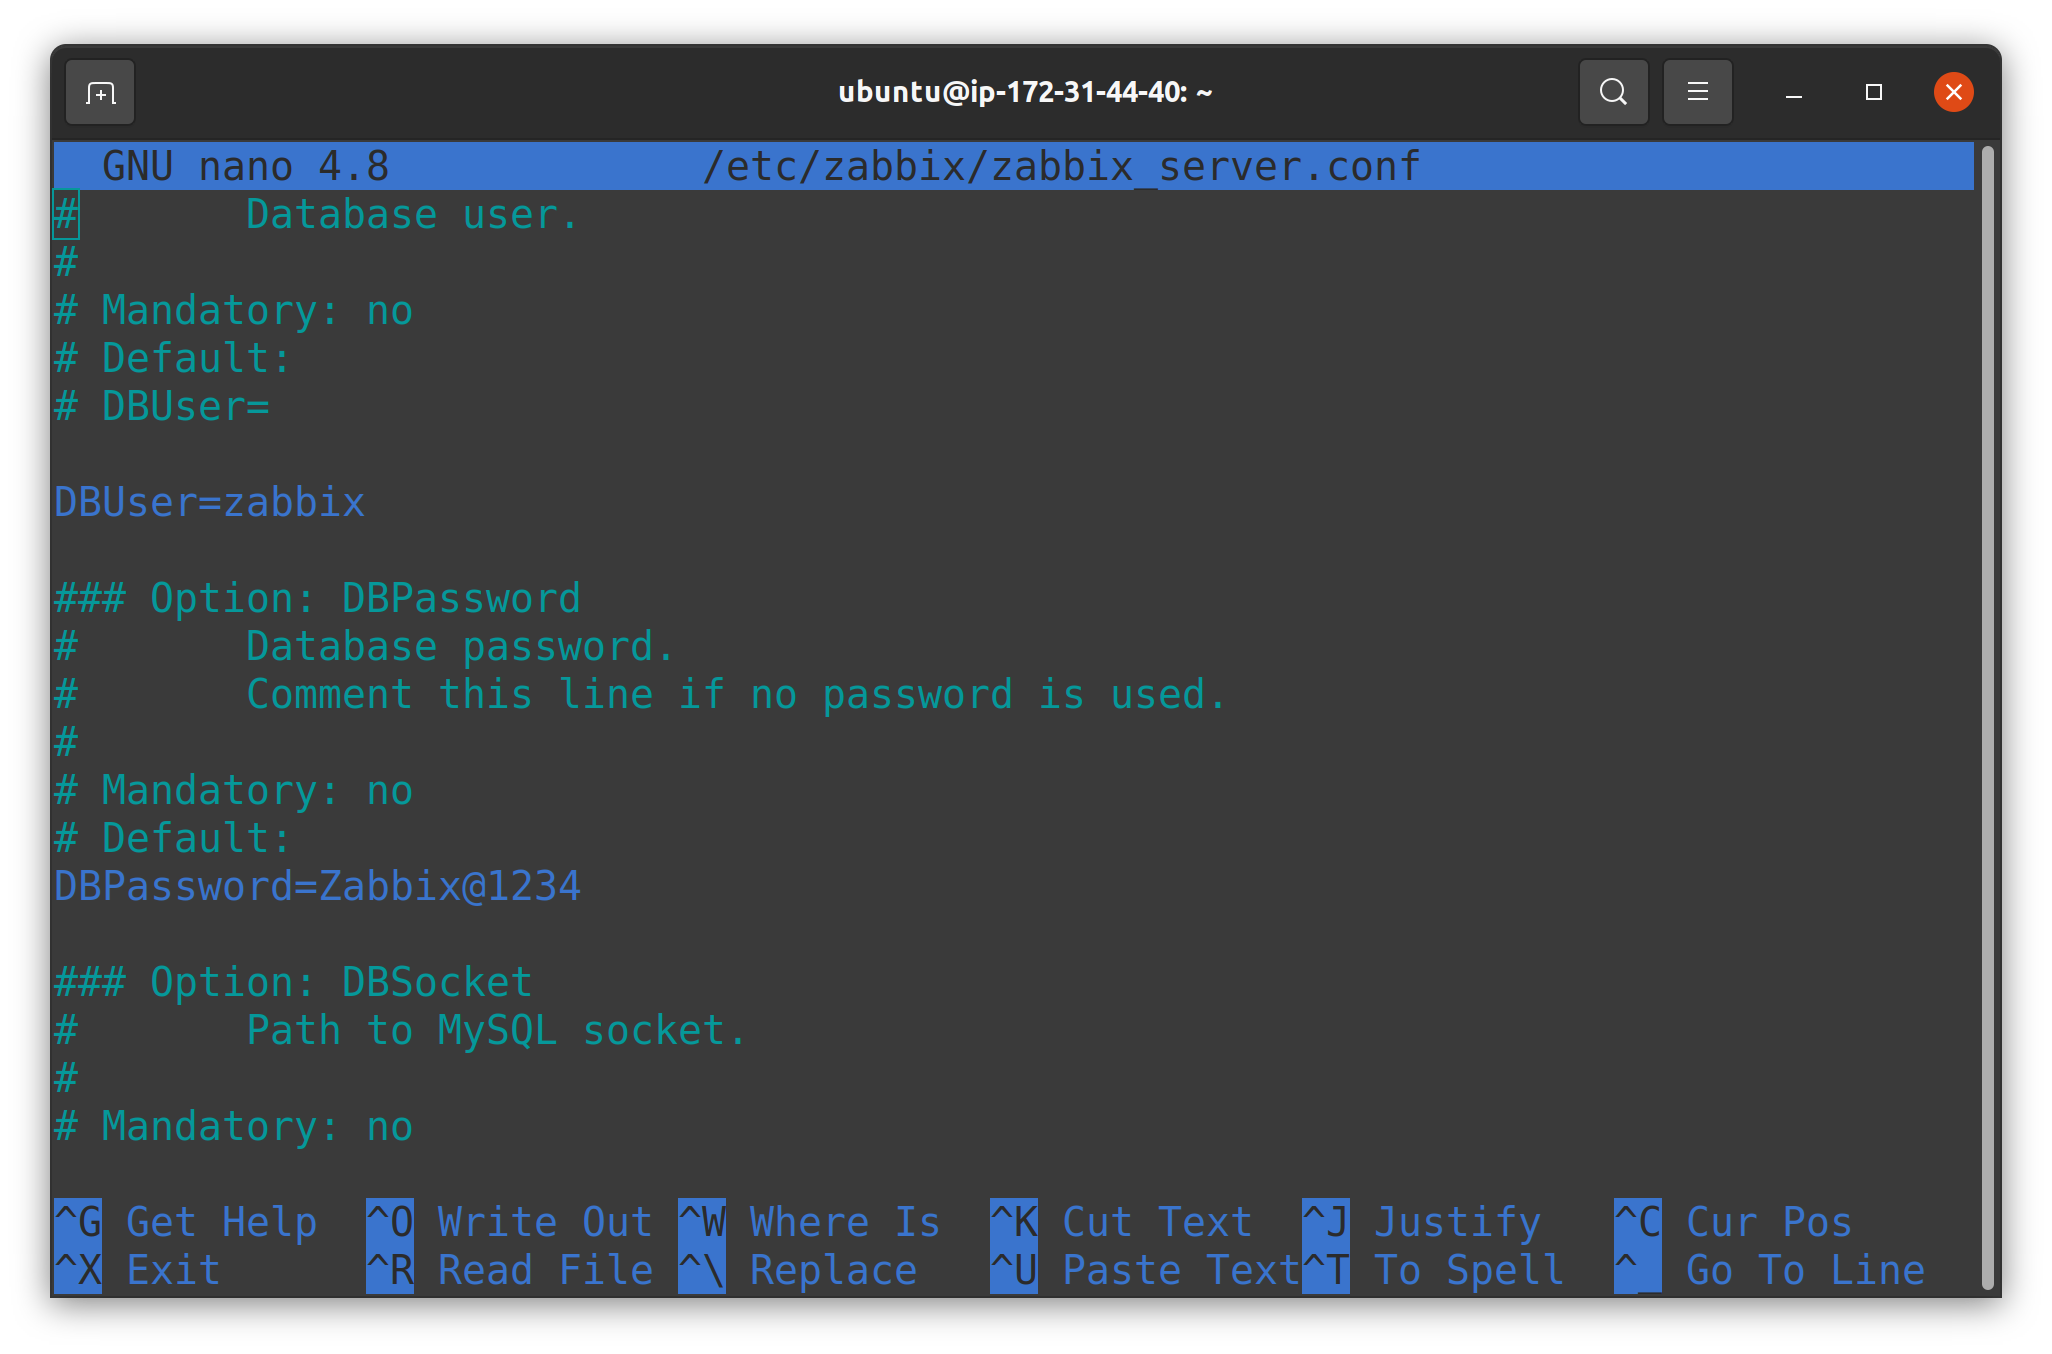 ubuntu@ip-172-31-44-40: ~
GNU nano 4.8 /etc/zabbix/zabbix_server.conf
#       Database user.
#
# Mandatory: no
# Default:
# DBUser=
DBUser=zabbix
### Option: DBPassword
#       Database password.
#       Comment this line if no password is used.
#
# Mandatory: no
# Default:
DBPassword=Zabbix@1234
### Option: DBSocket
#       Path to MySQL socket.
#
# Mandatory: no
^G Get Help ^O Write Out ^W Where Is ^K Cut Text ^J Justify ^C Cur Pos
^X Exit ^R Read File ^\ Replace ^U Paste Text^T To Spell ^_ Go To Line